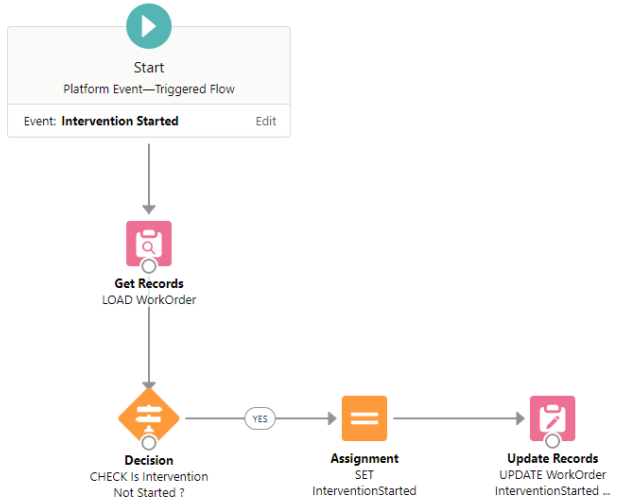 Start
Platform Event—Triggered Flow
Event: Intervention Started Edit
Get Records
LOAD WorkOrder
YES
Decision
CHECK Is Intervention
Not Started ?
Assignment
SET
InterventionStarted
Update Records
UPDATE WorkOrder
InterventionStarted ...